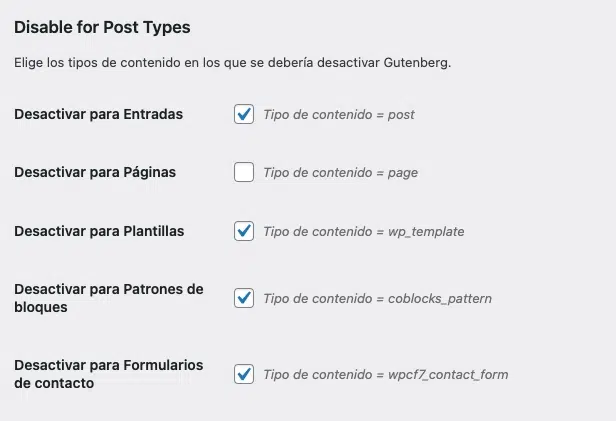 Disable for Post Types
Elige los tipos de contenido en los que se debería desactivar Gutenberg.
Desactivar para Entradas Tipo de contenido = post
Desactivar para Páginas Tipo de contenido = page
Desactivar para Plantillas Tipo de contenido = wp_template
Desactivar para Patrones de
bloques Tipo de contenido = coblocks_pattern
Desactivar para Formularios
de contacto Tipo de contenido = wpcf7_contact_form